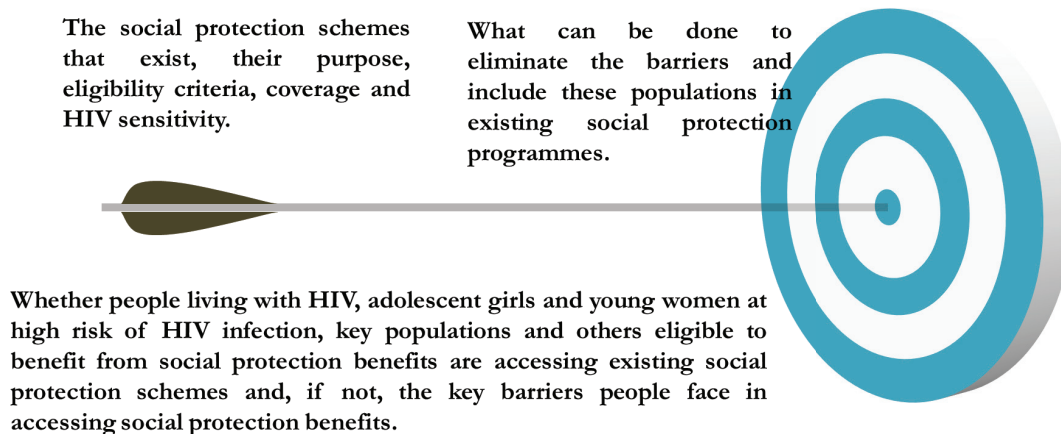 The social protection schemes
that exist, their purpose,
eligibility criteria, coverage and
HIV sensitivity.
What can be done to
eliminate the barriers and
include these populations in
existing social protection
programmes.
Whether people living with HIV, adolescent girls and young women at
high risk of HIV infection, key populations and others eligible to
benefit from social protection benefits are accessing existing social
protection schemes and, if not, the key barriers people face in
accessing social protection benefits.